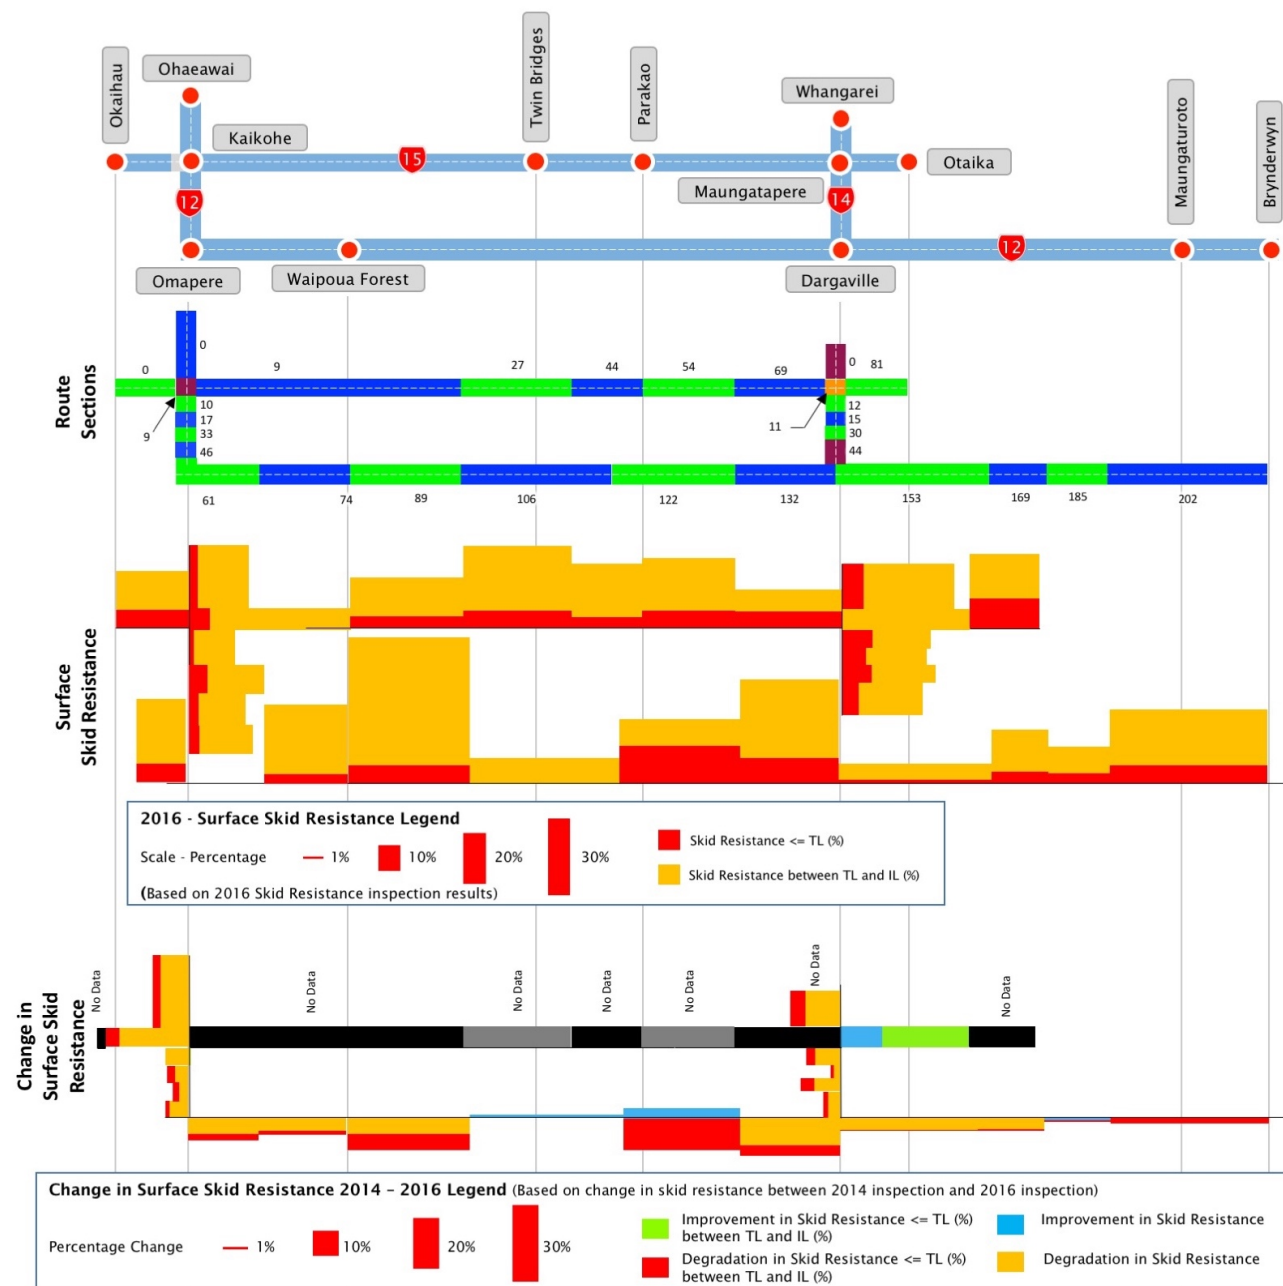 Okaihau
Ohaeawai
Kaikohe
Twin Bridges
Parakao
Whangarei
Maungatapere
Otaika
Maungaturoto
Brynderwyn
15
12
14
12
Omapere
Waipoua Forest
Dargaville
Route
Sections
0
0
9
27
44
54
69
0
81
9
10
17
33
46
11
12
15
30
44
61
74
89
106
122
132
153
169
185
202
Surface
Skid Resistance
2016 - Surface Skid Resistance Legend
Scale - Percentage
1%
10%
20%
30%
Skid Resistance <= TL (%)
Skid Resistance between TL and IL (%)
(Based on 2016 Skid Resistance inspection results)
Change in
Surface Skid
Resistance
No Data
No Data
No Data
No Data
No Data
No Data
No Data
Change in Surface Skid Resistance 2014 – 2016 Legend (Based on change in skid resistance between 2014 inspection and 2016 inspection)
Percentage Change
1%
10%
20%
30%
Improvement in Skid Resistance <= TL (%)
between TL and IL (%)
Degradation in Skid Resistance <= TL (%)
between TL and IL (%)
Improvement in Skid Resistance
Degradation in Skid Resistance